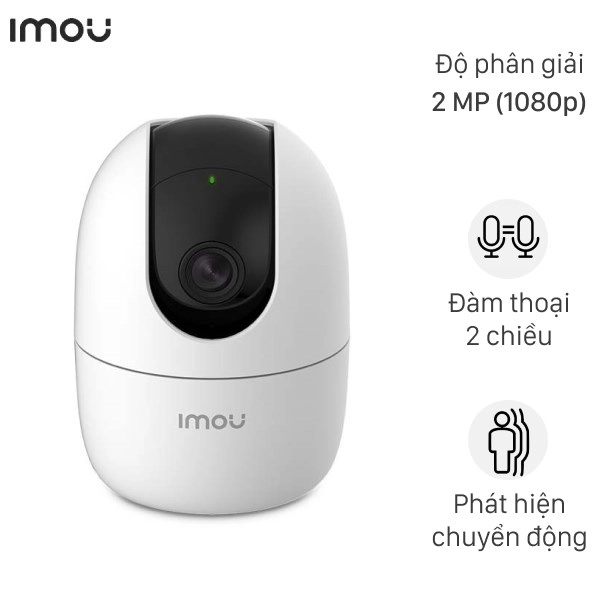 imou
Độ phân giải
2 MP (1080p)
Đàm thoại
2 chiều
imou
Phát hiện
chuyển động